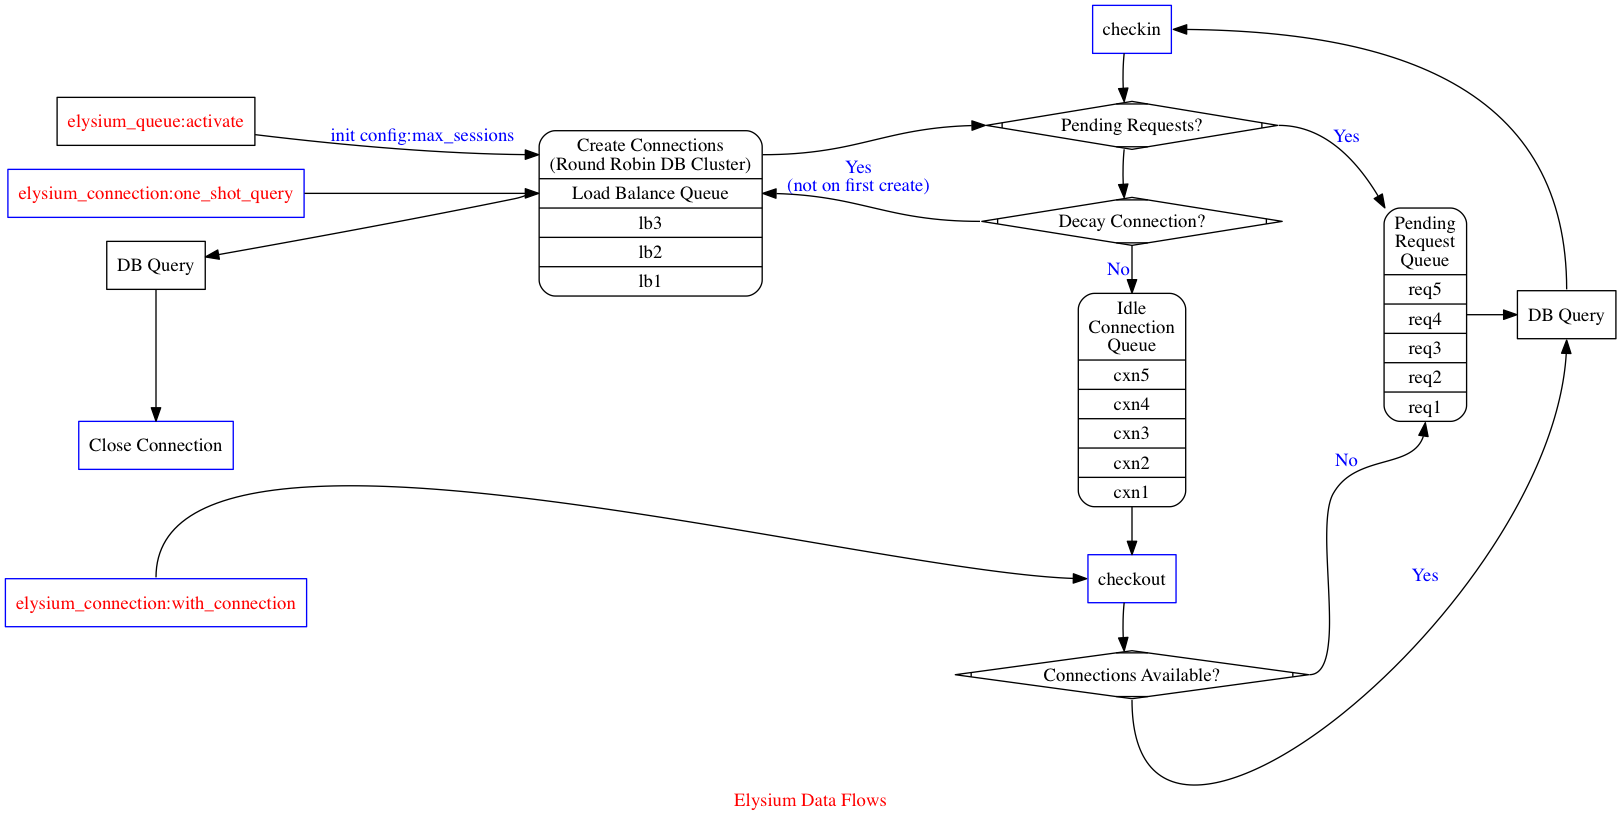 checkin
elysium_queue:activate
init config:max_sessions
Create Connections
(Round Robin DB Cluster)
Load Balance Queue
lb3
lb2
lb1
Pending Requests?
Yes
Yes
(not on first create)
elysium_connection:one_shot_query
Decay Connection?
No
DB Query
Close Connection
Idle
Connection
Queue
cxn5
cxn4
cxn3
cxn2
cxn1
Pending
Request
Queue
req5
req4
req3
req2
req1
DB Query
No
elysium_connection:with_connection
checkout
Yes
Connections Available?
Elysium Data Flows